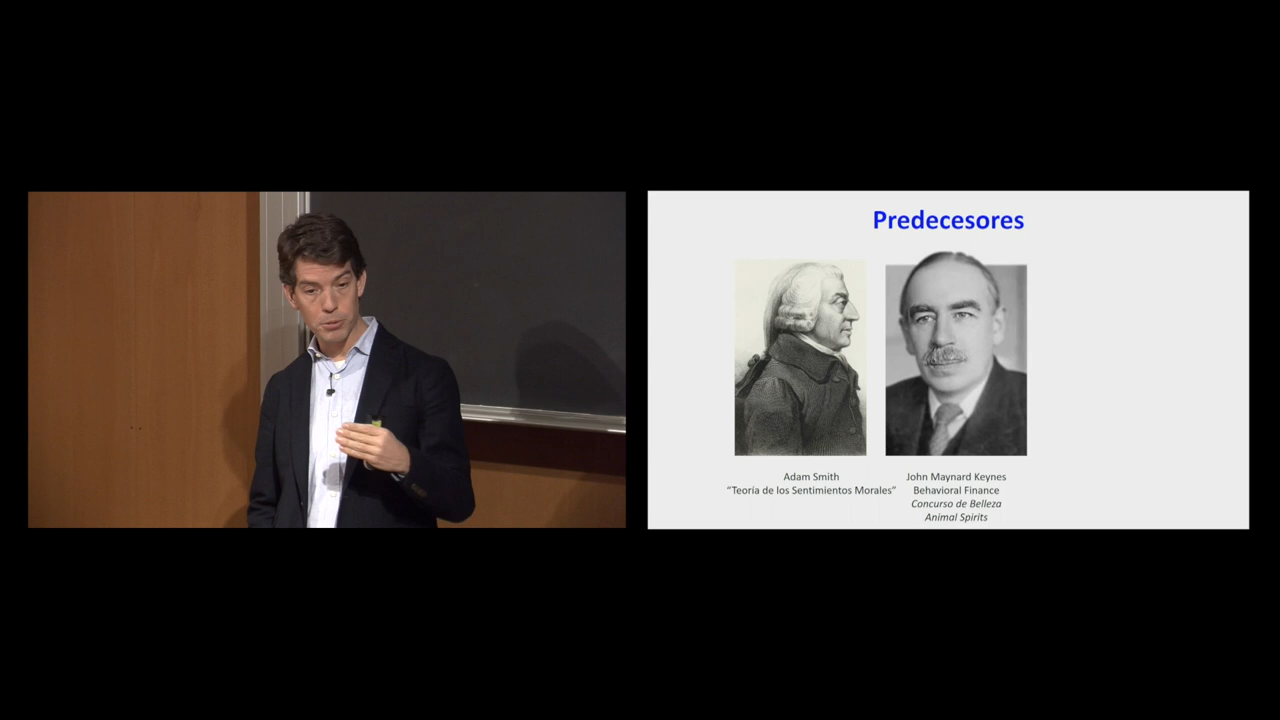 Predecesores
Adam Smith
“Teoría de los Sentimientos Morales”
John Maynard Keynes
Behavioral Finance
Concurso de Belleza
Animal Spirits